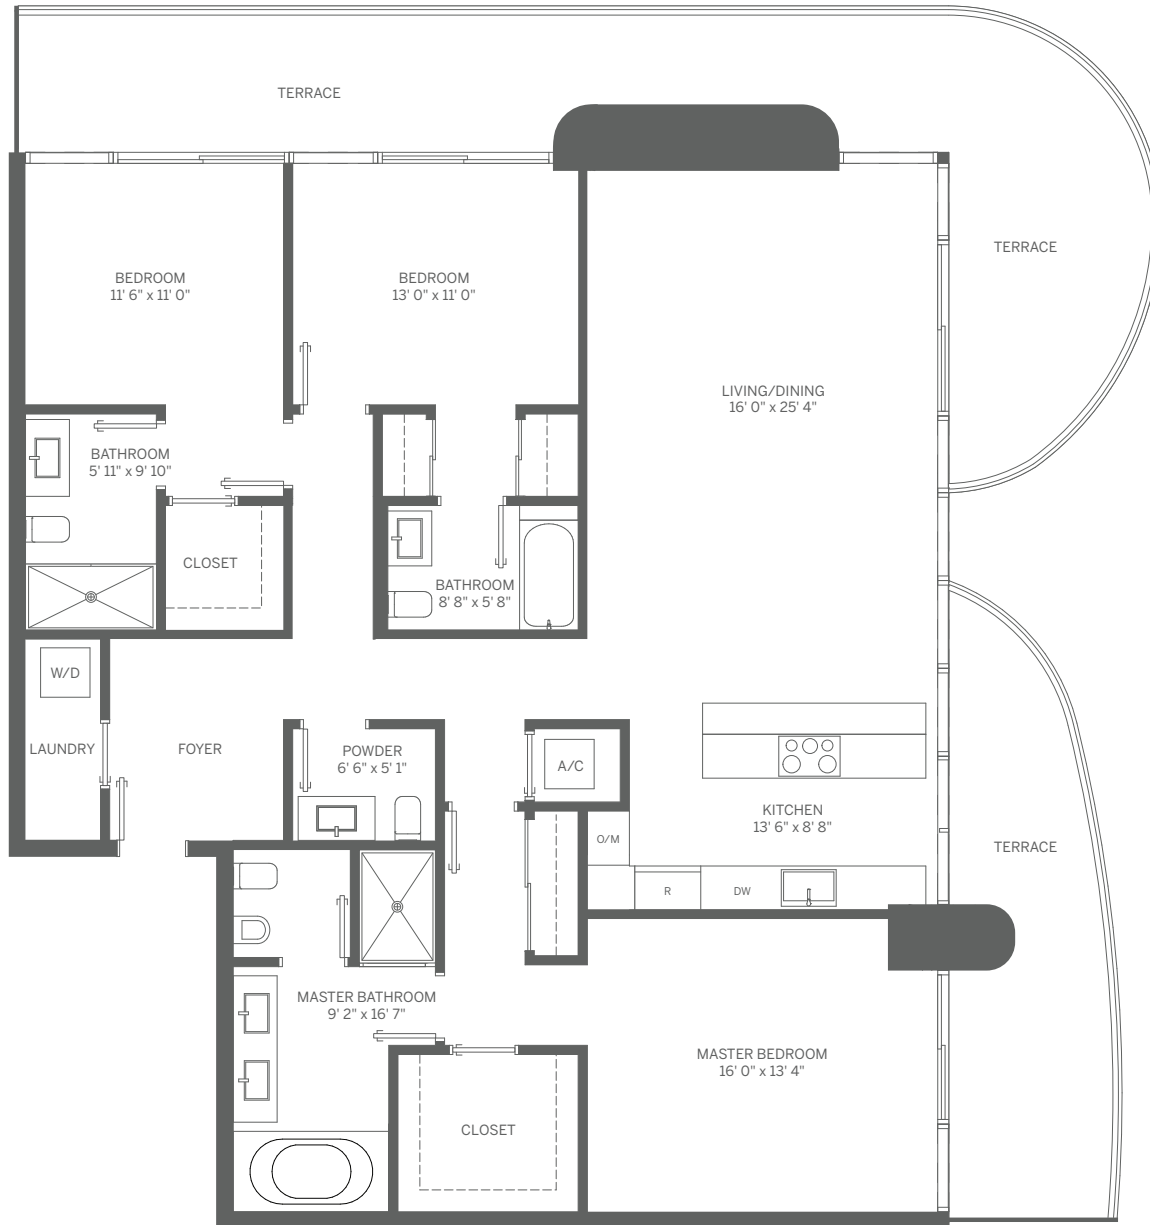 TERRACE
TERRACE
BEDROOM
11' 6" x 11' 0"
BEDROOM
13' 0" x 11' 0"
LIVING/DINING
16' 0" x 25' 4"
BATHROOM
5' 11" x 9' 10"
CLOSET
BATHROOM
8' 8" x 5' 8"
W/D
LAUNDRY
FOYER
POWDER
6' 6" x 5' 1"
A/C
KITCHEN
13' 6" x 8' 8"
O/M
R
DW
TERRACE
MASTER BATHROOM
9' 2" x 16' 7"
MASTER BEDROOM
16' 0" x 13' 4"
CLOSET